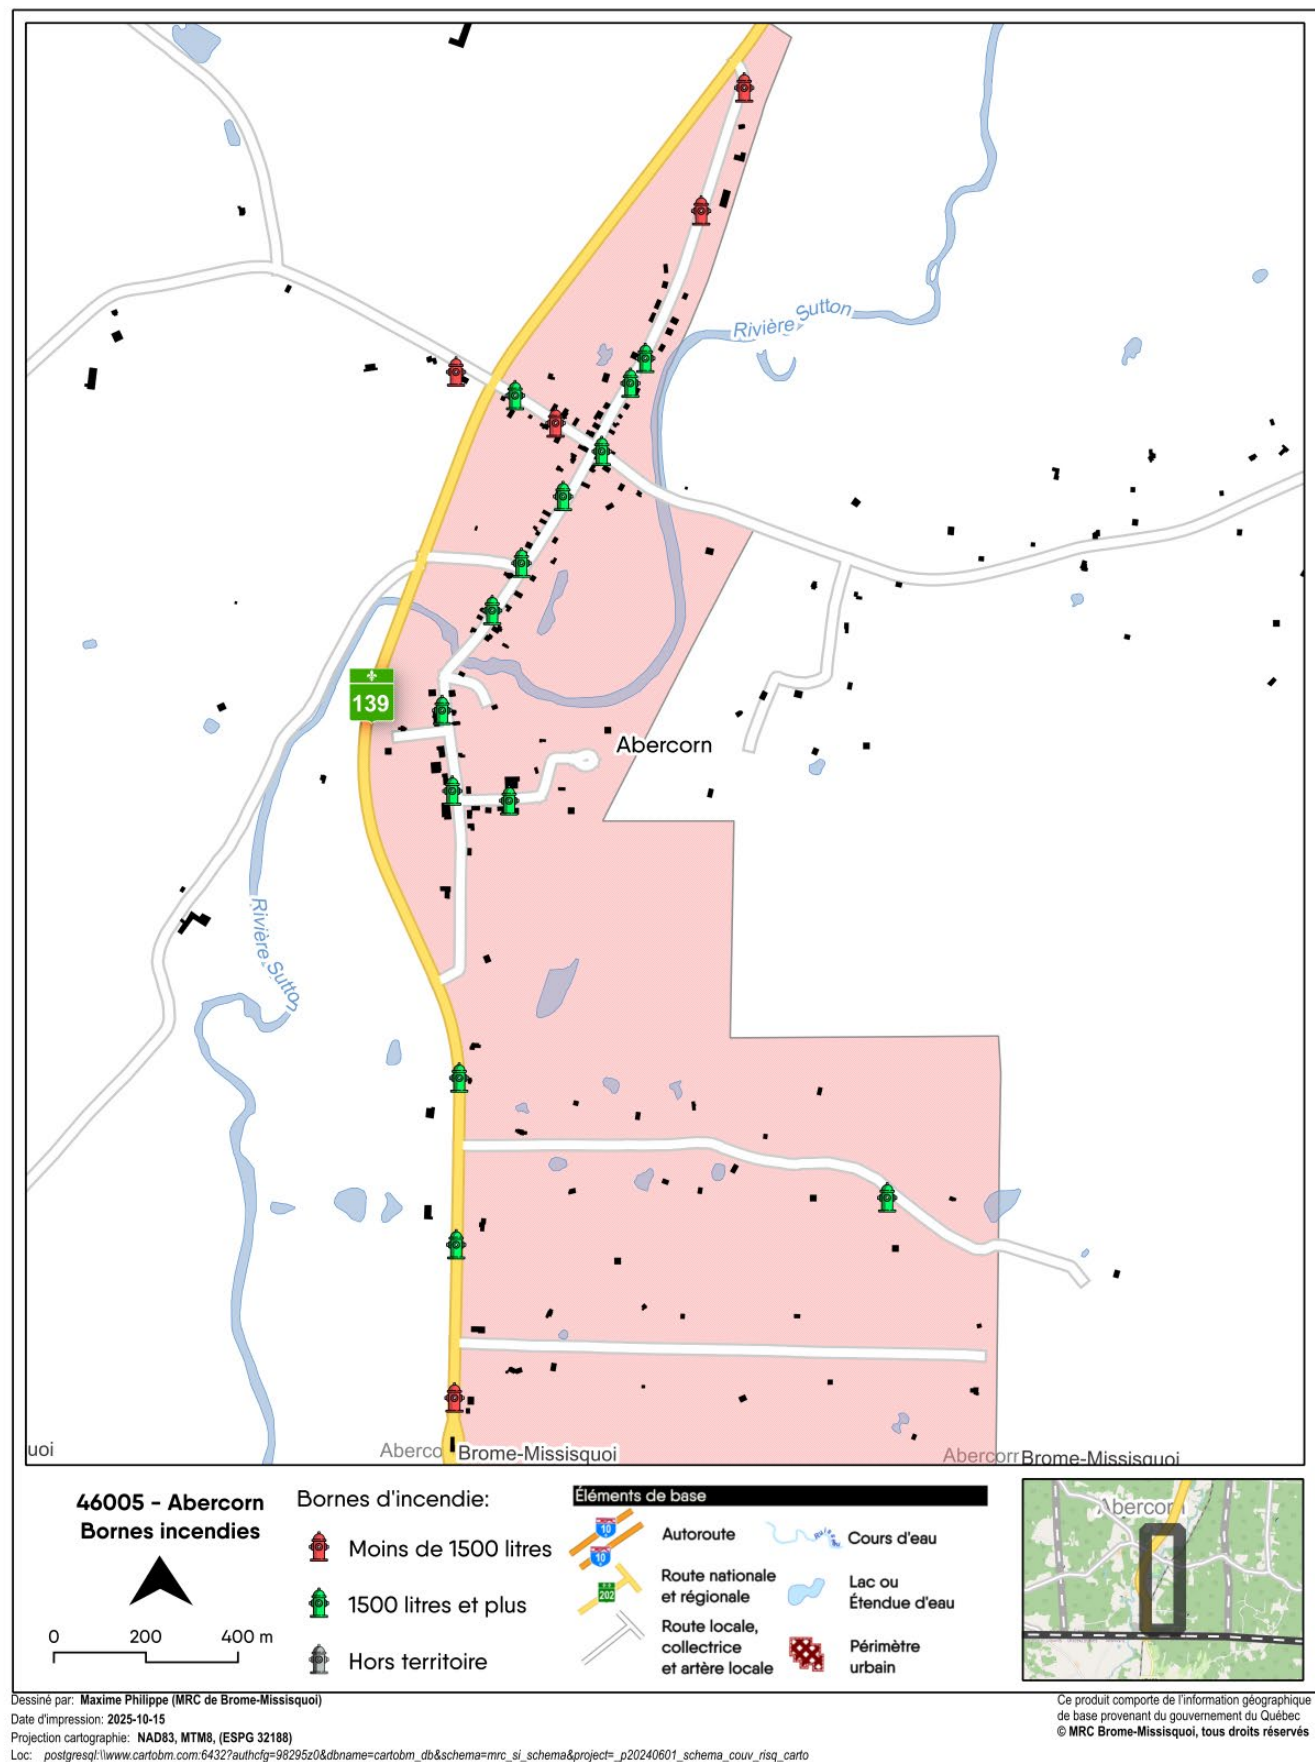 Rivière Sutton
139
Abercorn
Rivière Sutton
uoi
Aberco
Brome-Missisquoi
Abercorr
Brome-Missisquoi
46005 - Abercorn
Bornes incendies
0 200 400 m
Bornes d'incendie:
Moins de 1500 litres
1500 litres et plus
Hors territoire
Éléments de base
10
10
Autoroute
202
Route nationale
et régionale
Route locale,
collectrice
et artère locale
Cours d'eau
Lac ou
Étendue d'eau
Périmètre
urbain
Abercorn
Dessiné par: Maxime Philippe (MRC de Brome-Missisquoi)
Date d'impression: 2025-10-15
Projection cartographie: NAD83, MTM8, (ESPG 32188)
Loc: postgresql:\\www.cartobm.com:6432?authcfg=98295z0&dbname=cartobm_db&schema=mrc_si_schema&project=_p20240601_schema_couv_risq_carto
Ce produit comporte de l'information géographique
de base provenant du gouvernement du Québec
© MRC Brome-Missisquoi, tous droits réservés